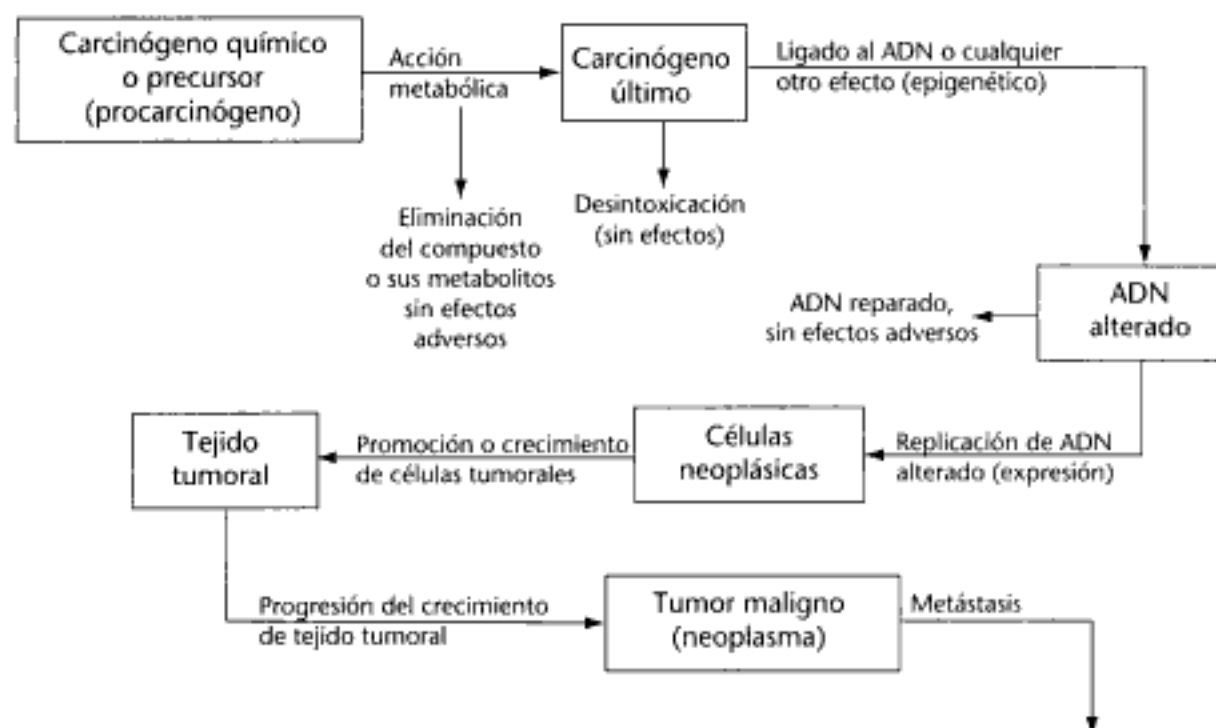 Carcinógeno químico
o precursor
(procarcinógeno)
Acción
metabólica
Carcinógeno
último
Ligado al ADN o cualquier
otro efecto (epigenético)
Eliminación
del compuesto
o sus metabolitos
sin efectos
adversos
Desintoxicación
(sin efectos)
ADN
alterado
ADN reparado,
sin efectos adversos
Replicación de ADN
alterado (expresión)
Células
neoplásicas
Promoción o crecimiento
de células tumorales
Tejido
tumoral
Progresión del crecimiento
de tejido tumoral
Tumor maligno
(neoplasma)
Metástasis